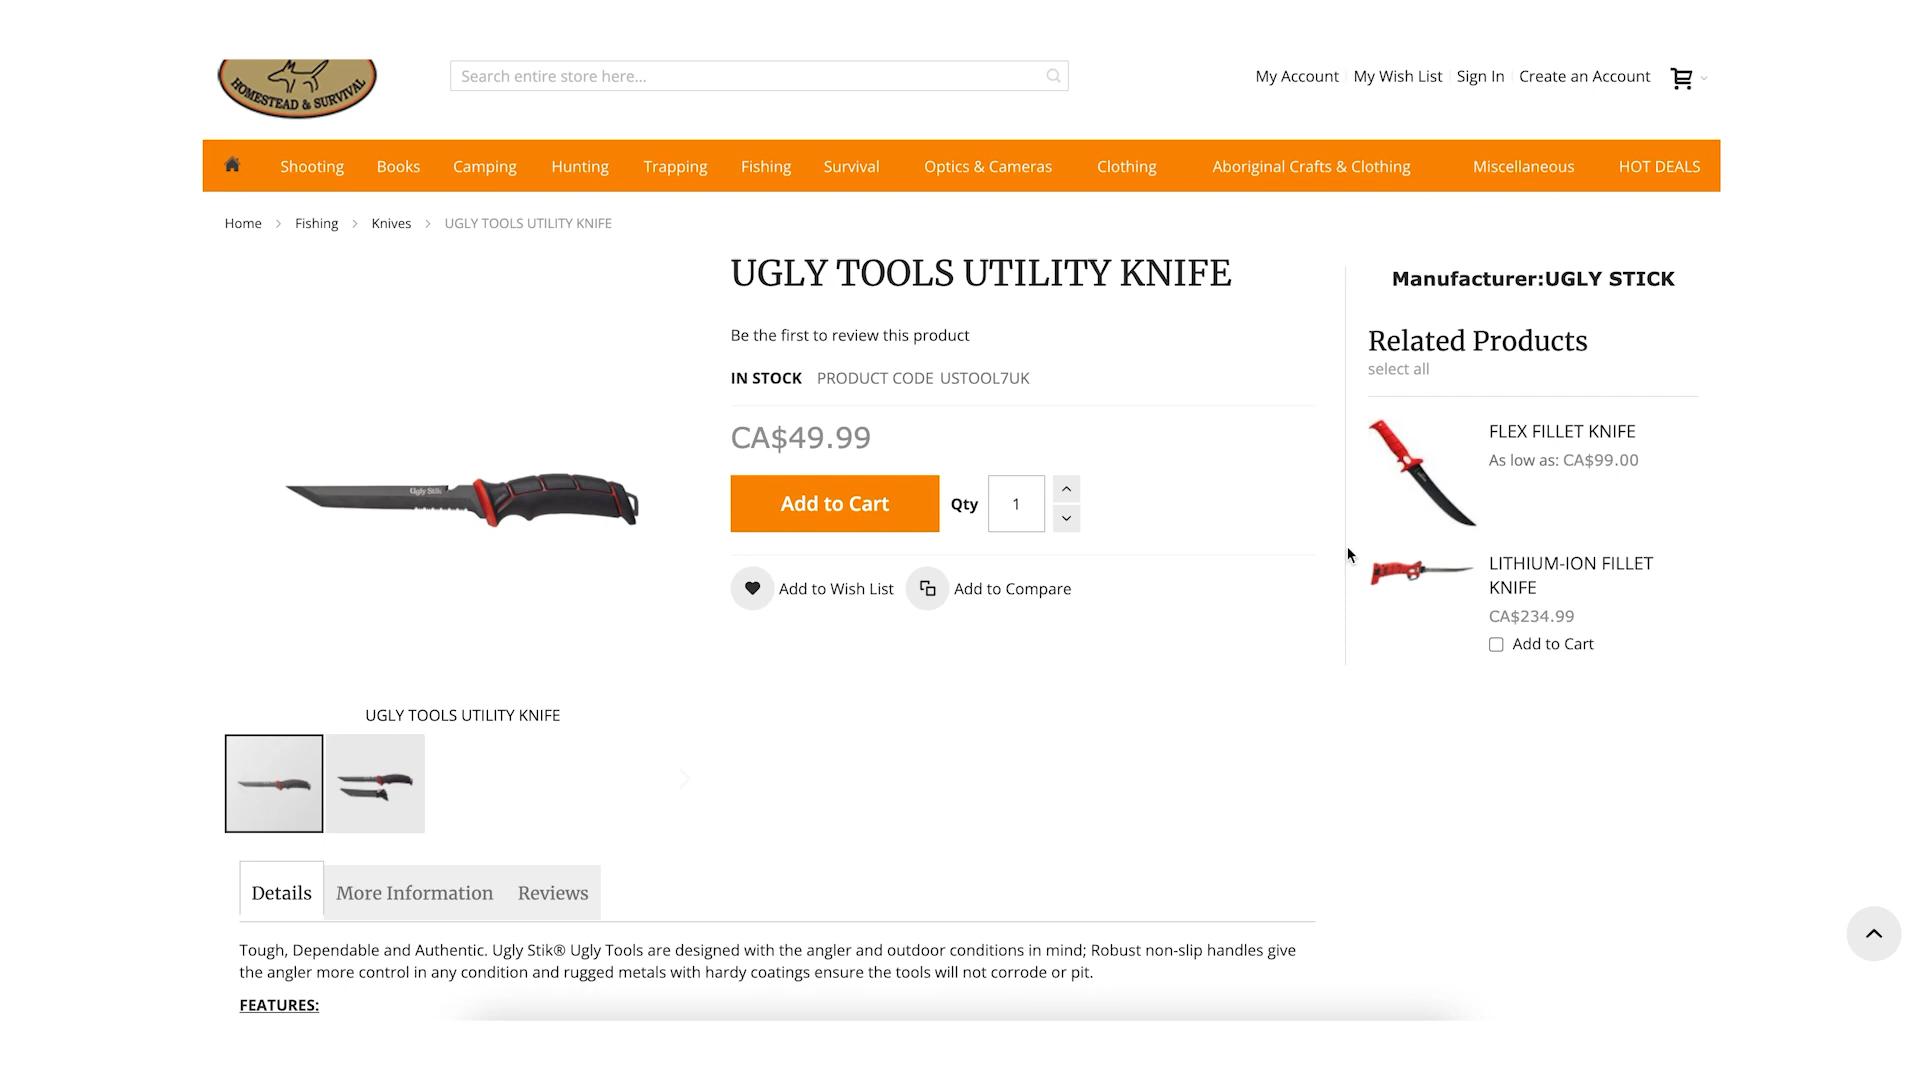 HOMESTEAD & SURVIVAL
Search entire store here...
My Account
My Wish List
Sign In
Create an Account
Shooting
Books
Camping
Hunting
Trapping
Fishing
Survival
Optics & Cameras
Clothing
Aboriginal Crafts & Clothing
Miscellaneous
HOT DEALS
Home > Fishing > Knives > UGLY TOOLS UTILITY KNIFE
UGLY TOOLS UTILITY KNIFE
Be the first to review this product
IN STOCK PRODUCT CODE USTOOL7UK
CA$49.99
Add to Cart
Qty
1
Add to Wish List
Add to Compare
Manufacturer:UGLY STICK
Related Products
select all
FLEX FILLET KNIFE
As low as: CA$99.00
LITHIUM-ION FILLET
KNIFE
CA$234.99
Add to Cart
Ugly Stik
UGLY TOOLS UTILITY KNIFE
Details
More Information
Reviews
Tough, Dependable and Authentic. Ugly Stik® Ugly Tools are designed with the angler and outdoor conditions in mind; Robust non-slip handles give
the angler more control in any condition and rugged metals with hardy coatings ensure the tools will not corrode or pit.
FEATURES: